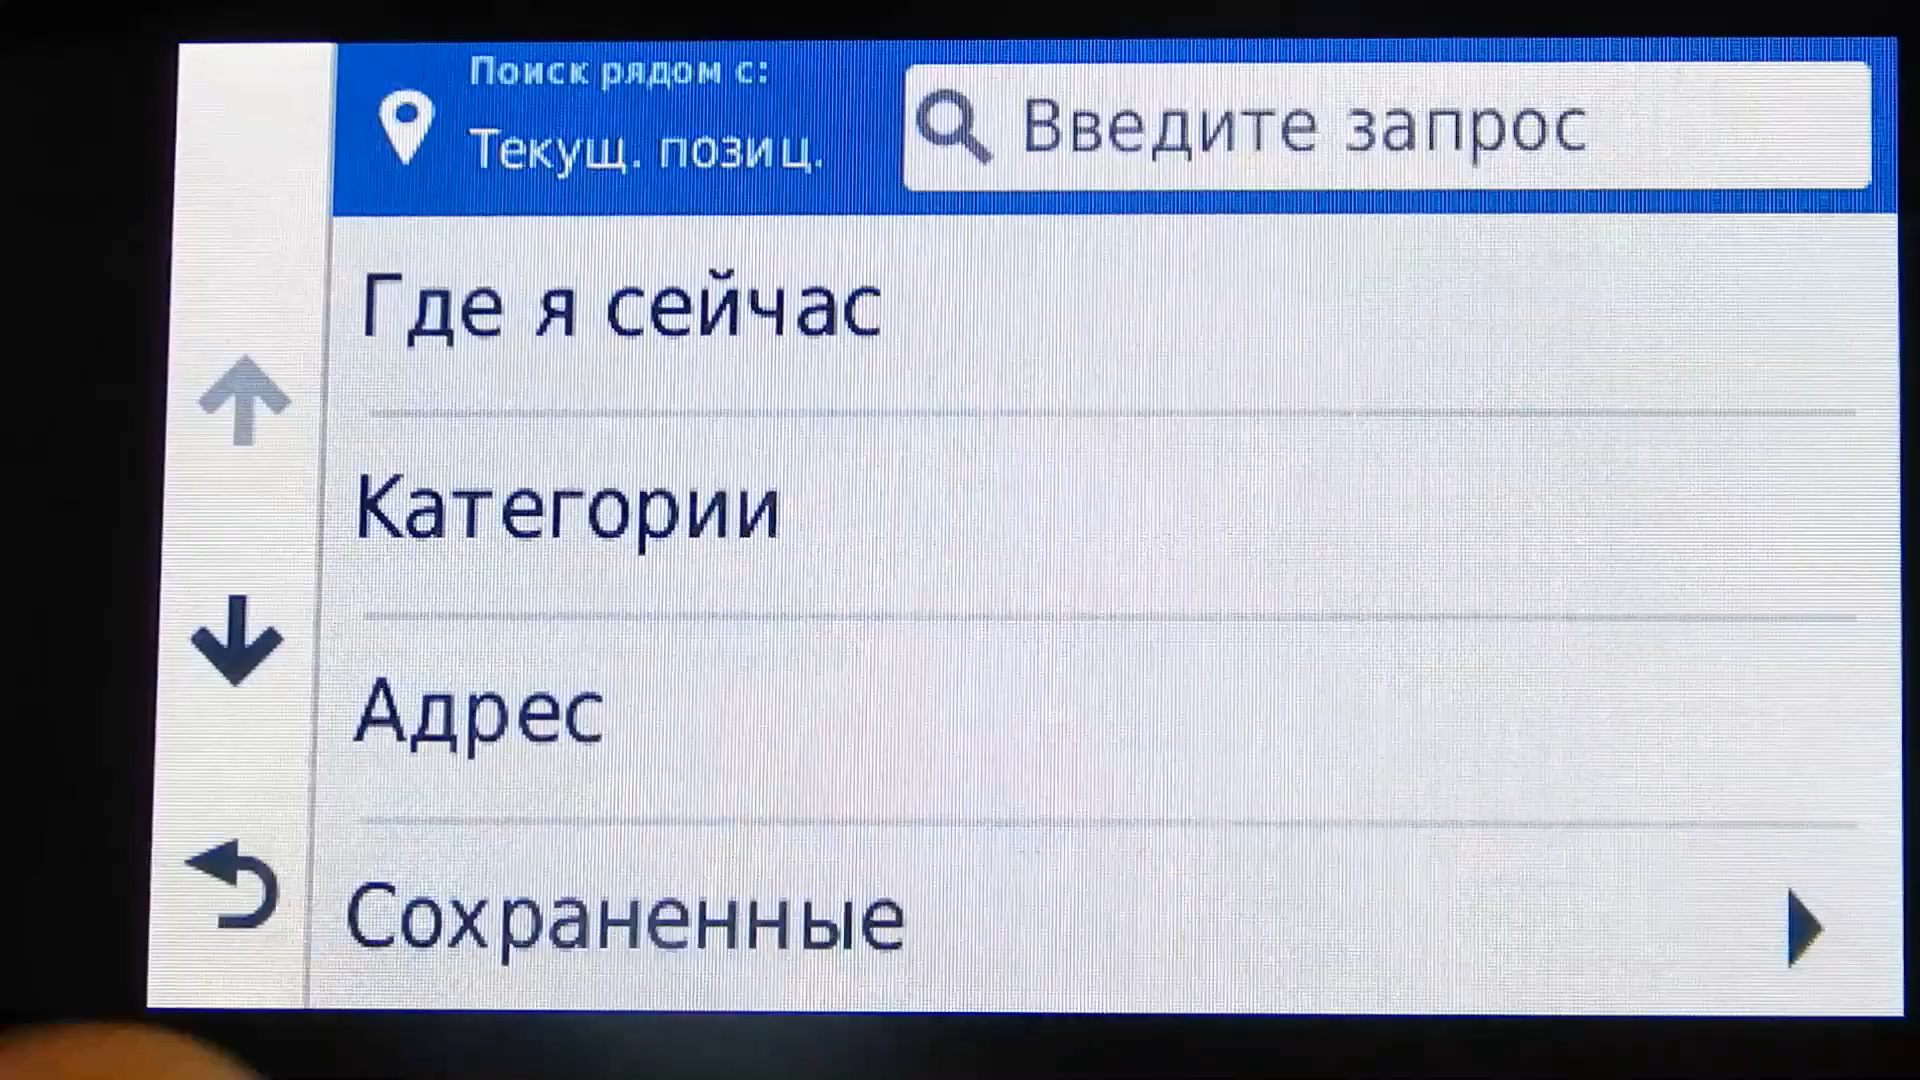 Поиск рядом с:
Текущ. позиц.
Введите запрос
Где я сейчас
Категории
Адрес
Сохраненные